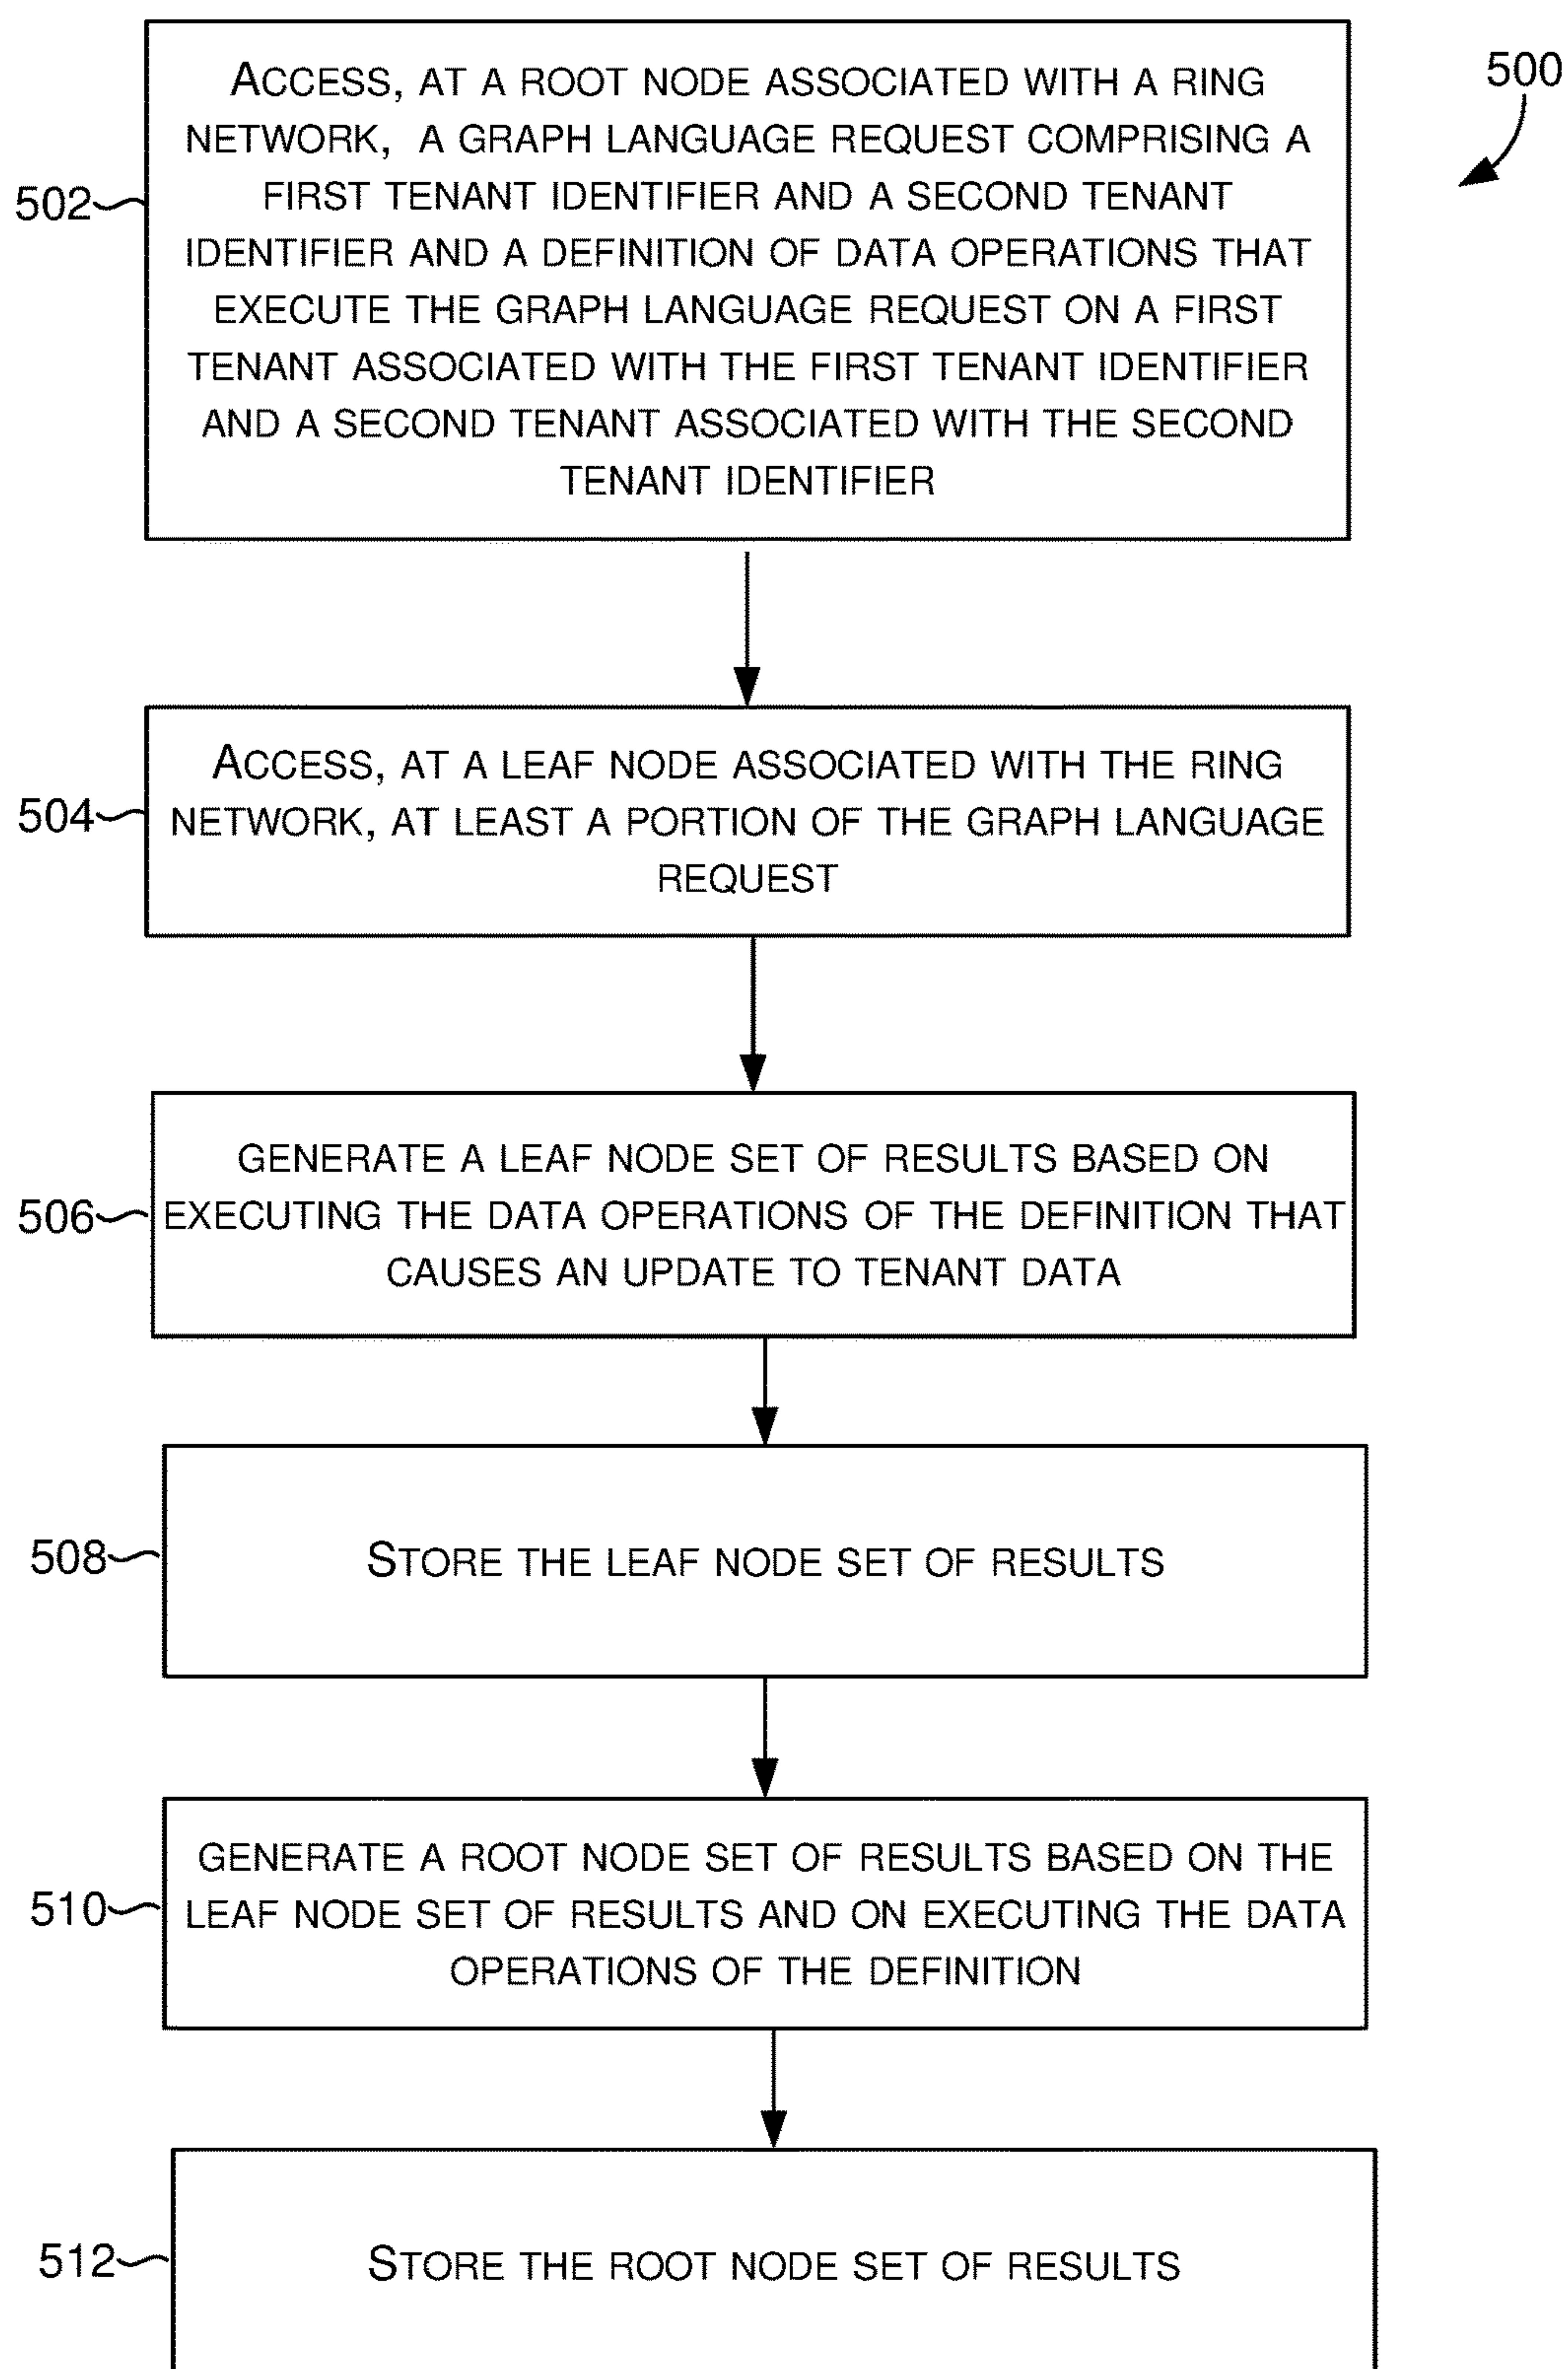 500
502
ACCESS, AT A ROOT NODE ASSOCIATED WITH A RING
NETWORK, A GRAPH LANGUAGE REQUEST COMPRISING A
FIRST TENANT IDENTIFIER AND A SECOND TENANT
IDENTIFIER AND A DEFINITION OF DATA OPERATIONS THAT
EXECUTE THE GRAPH LANGUAGE REQUEST ON A FIRST
TENANT ASSOCIATED WITH THE FIRST TENANT IDENTIFIER
AND A SECOND TENANT ASSOCIATED WITH THE SECOND
TENANT IDENTIFIER
504
ACCESS, AT A LEAF NODE ASSOCIATED WITH THE RING
NETWORK, AT LEAST A PORTION OF THE GRAPH LANGUAGE
REQUEST
506
GENERATE A LEAF NODE SET OF RESULTS BASED ON
EXECUTING THE DATA OPERATIONS OF THE DEFINITION THAT
CAUSES AN UPDATE TO TENANT DATA
508
STORE THE LEAF NODE SET OF RESULTS
510
GENERATE A ROOT NODE SET OF RESULTS BASED ON THE
LEAF NODE SET OF RESULTS AND ON EXECUTING THE DATA
OPERATIONS OF THE DEFINITION
512
STORE THE ROOT NODE SET OF RESULTS